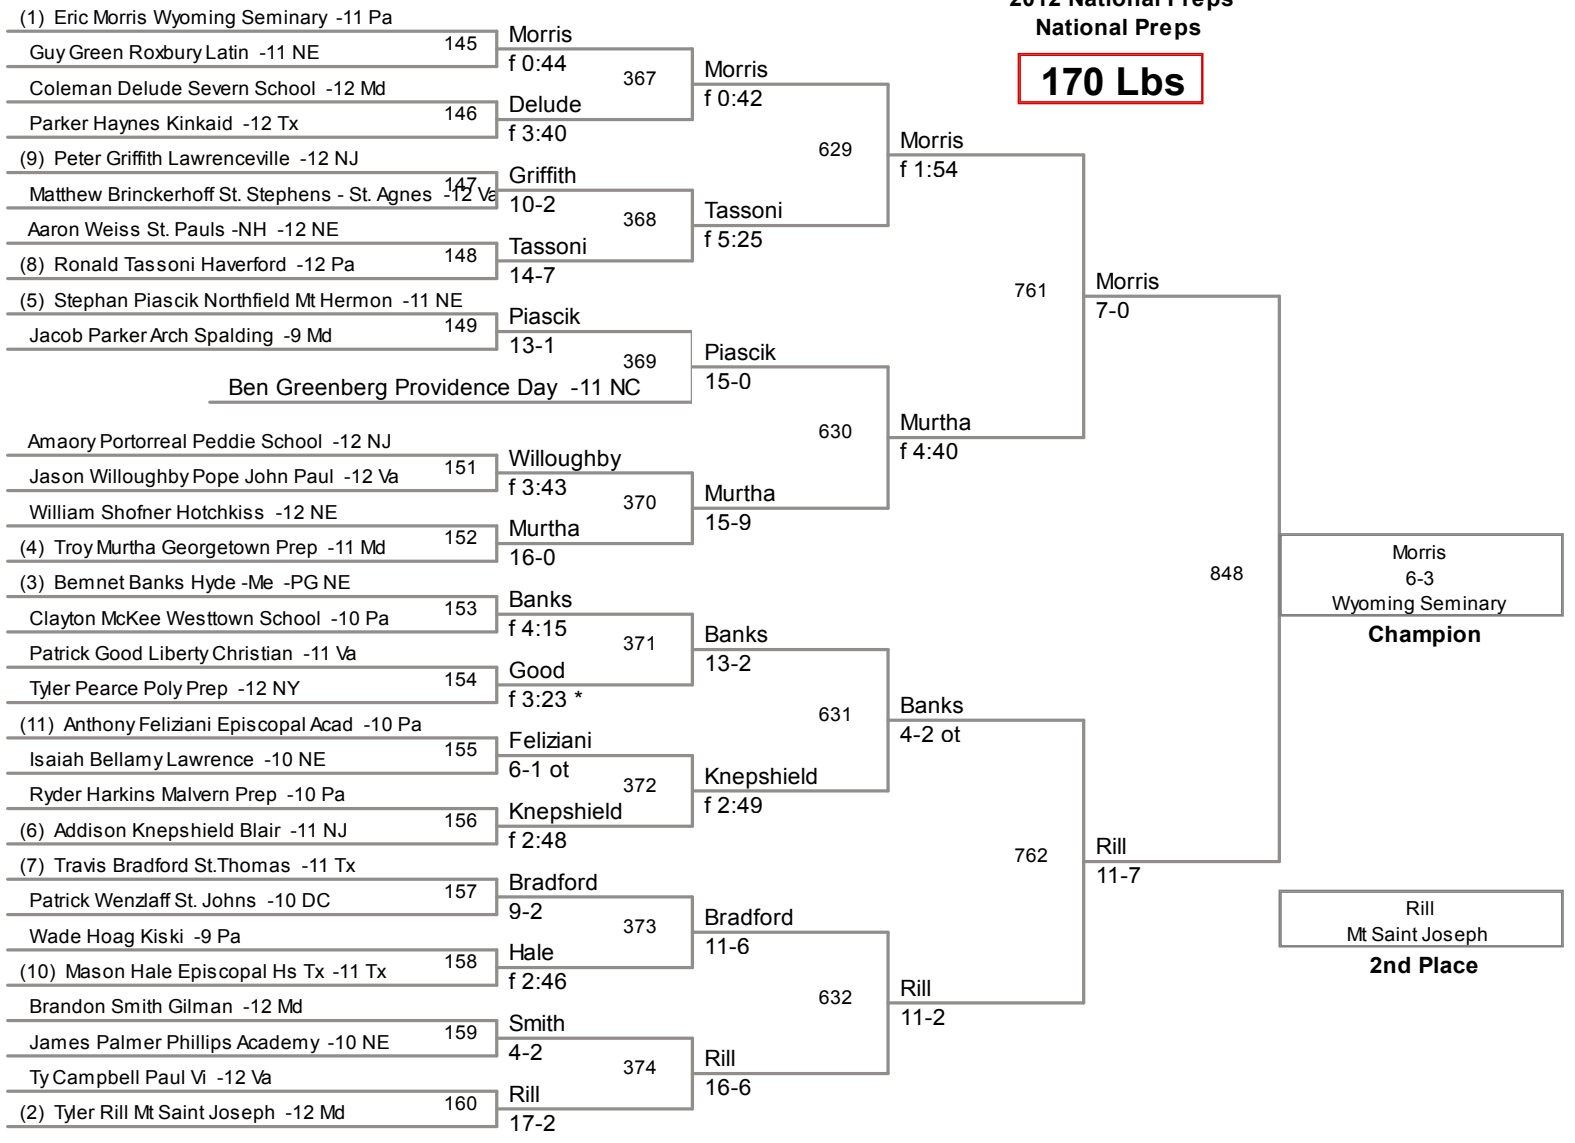 2012 National Preps
National Preps
170 Lbs
(1) Eric Morris Wyoming Seminary -11 Pa
145
Guy Green Roxbury Latin -11 NE
Coleman Delude Severn School -12 Md
146
Parker Haynes Kinkaid -12 Tx
(9) Peter Griffith Lawrenceville -12 NJ
147
Matthew Brinckerhoff St. Stephens - St. Agnes -12 Va
Aaron Weiss St. Pauls -NH -12 NE
148
(8) Ronald Tassoni Haverford -12 Pa
(5) Stephan Piascik Northfield Mt Hermon -11 NE
149
Jacob Parker Arch Spalding -9 Md
Ben Greenberg Providence Day -11 NC
Amaory Portorreal Peddie School -12 NJ
151
Jason Willoughby Pope John Paul -12 Va
William Shofner Hotchkiss -12 NE
152
(4) Troy Murtha Georgetown Prep -11 Md
(3) Bemnet Banks Hyde -Me -PG NE
153
Clayton McKee Westtown School -10 Pa
Patrick Good Liberty Christian -11 Va
154
Tyler Pearce Poly Prep -12 NY
(11) Anthony Feliziani Episcopal Acad -10 Pa
155
Isaiah Bellamy Lawrence -10 NE
Ryder Harkins Malvern Prep -10 Pa
156
(6) Addison Knepshield Blair -11 NJ
(7) Travis Bradford St.Thomas -11 Tx
157
Patrick Wenzlaff St. Johns -10 DC
Wade Hoag Kiski -9 Pa
158
(10) Mason Hale Episcopal Hs Tx -11 Tx
Brandon Smith Gilman -12 Md
159
James Palmer Phillips Academy -10 NE
Ty Campbell Paul Vi -12 Va
160
(2) Tyler Rill Mt Saint Joseph -12 Md
Morris
f 0:44
367
Delude
f 3:40
Griffith
10-2
368
Tassoni
14-7
Piascik
13-1
369
Willoughby
f 3:43
370
Murtha
16-0
Banks
f 4:15
371
Good
f 3:23 *
Feliziani
6-1 ot
372
Knepshield
f 2:48
Bradford
9-2
373
Hale
f 2:46
Smith
4-2
374
Rill
17-2
Morris
f 0:42
629
Tassoni
f 5:25
Piascik
15-0
630
Murtha
15-9
Banks
13-2
631
Knepshield
f 2:49
Bradford
11-6
632
Rill
16-6
Morris
f 1:54
761
Murtha
f 4:40
Banks
4-2 ot
762
Rill
11-2
Morris
7-0
848
Rill
11-7
Morris
6-3
Wyoming Seminary
Champion
Rill
Mt Saint Joseph
2nd Place